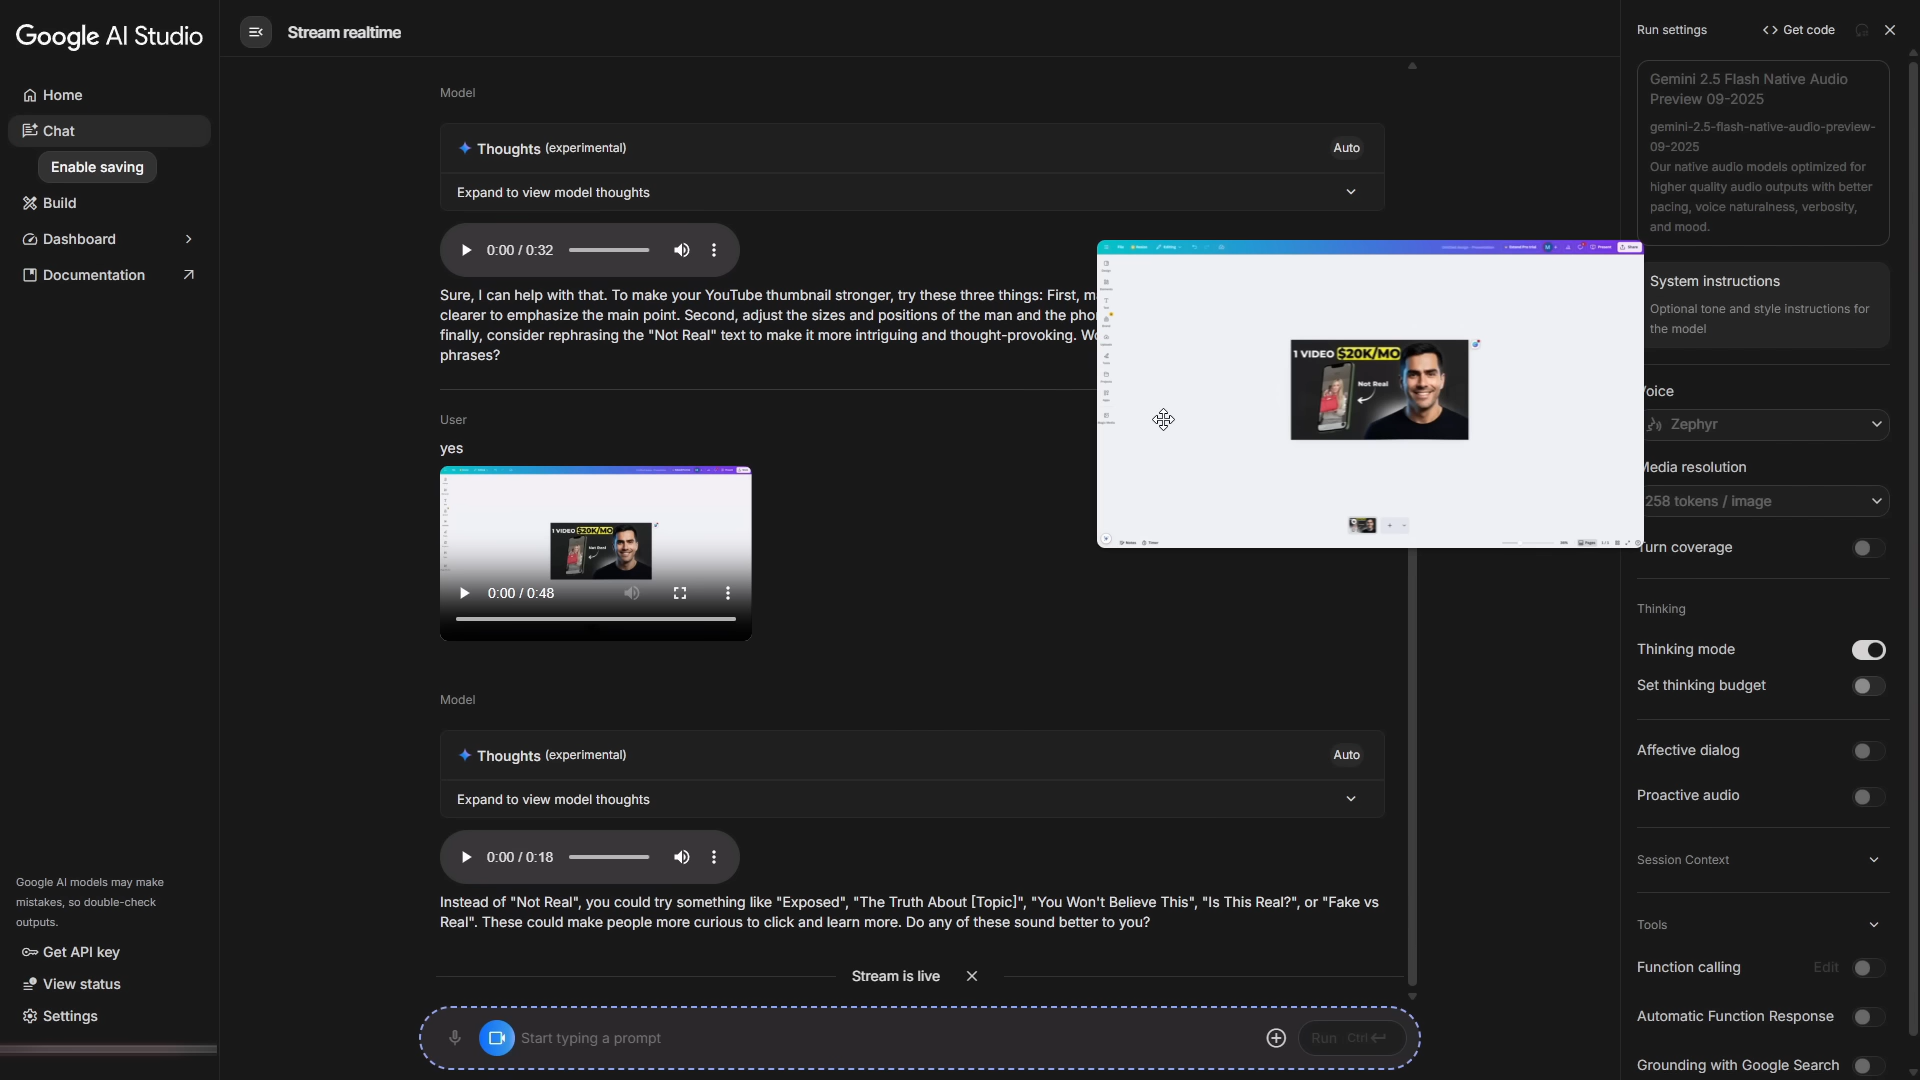 Google AI Studio
Home
Chat
Enable saving
Build
Dashboard
Documentation
Google AI models may make
mistakes, so double-check
outputs.
Get API key
View status
Settings
Stream realtime
Model
Thoughts (experimental)
Auto
Expand to view model thoughts
0:00 / 0:32
Sure, I can help with that. To make your YouTube thumbnail stronger, try these three things: First, m
clearer to emphasize the main point. Second, adjust the sizes and positions of the man and the pho
finally, consider rephrasing the "Not Real" text to make it more intriguing and thought-provoking. W
phrases?
User
yes
1 VIDEO $20K/MO
Not Real
0:00 / 0:48
Model
Thoughts (experimental)
Auto
Expand to view model thoughts
0:00 / 0:18
Instead of "Not Real", you could try something like "Exposed", "The Truth About [Topic]", "You Won't Believe This", "Is This Real?", or "Fake vs
Real". These could make people more curious to click and learn more. Do any of these sound better to you?
Stream is live
Start typing a prompt
Run Ctrl
1 VIDEO $20K/MO
Not Real
Share
Notes
Timer
Pages
Run settings
Get code
Gemini 2.5 Flash Native Audio
Preview 09-2025
gemini-2.5-flash-native-audio-preview-
09-2025
Our native audio models optimized for
higher quality audio outputs with better
pacing, voice naturalness, verbosity,
and mood.
System instructions
Optional tone and style instructions for
the model
Voice
Zephyr
Media resolution
258 tokens / image
Turn coverage
Thinking
Thinking mode
Set thinking budget
Affective dialog
Proactive audio
Session Context
Tools
Function calling
Edit
Automatic Function Response
Grounding with Google Search